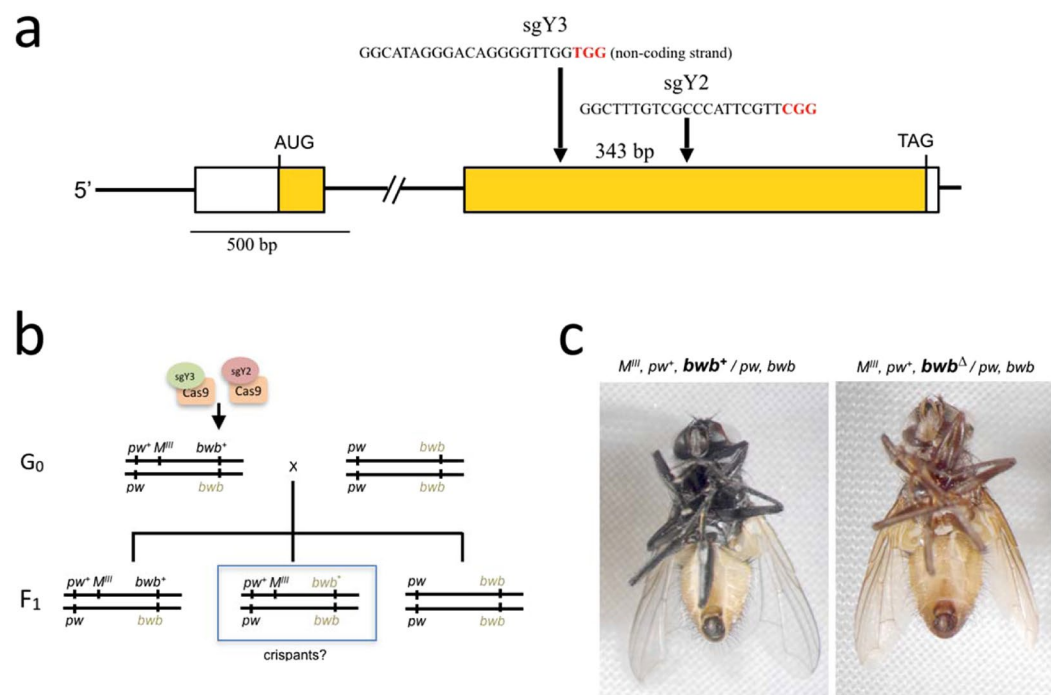 a
sgY3
GGCATAGGGACAGGGGTTGGTGG (non-coding strand)
sgY2
GGCTTTGTCGCCCATTCGTTCGG
AUG
343 bp
TAG
5’
500 bp
b
sgY3
Cas9
sgY2
Cas9
G0
pw+ MIII bwb+
pw bwb
x
pw bwb
pw bwb
F1
pw+ MIII bwb+
pw bwb
pw+ MIII bwb*
pw bwb
pw bwb
pw bwb
crispants?
c
MIII, pw+, bwb+ / pw, bwb
MIII, pw+, bwbΔ / pw, bwb